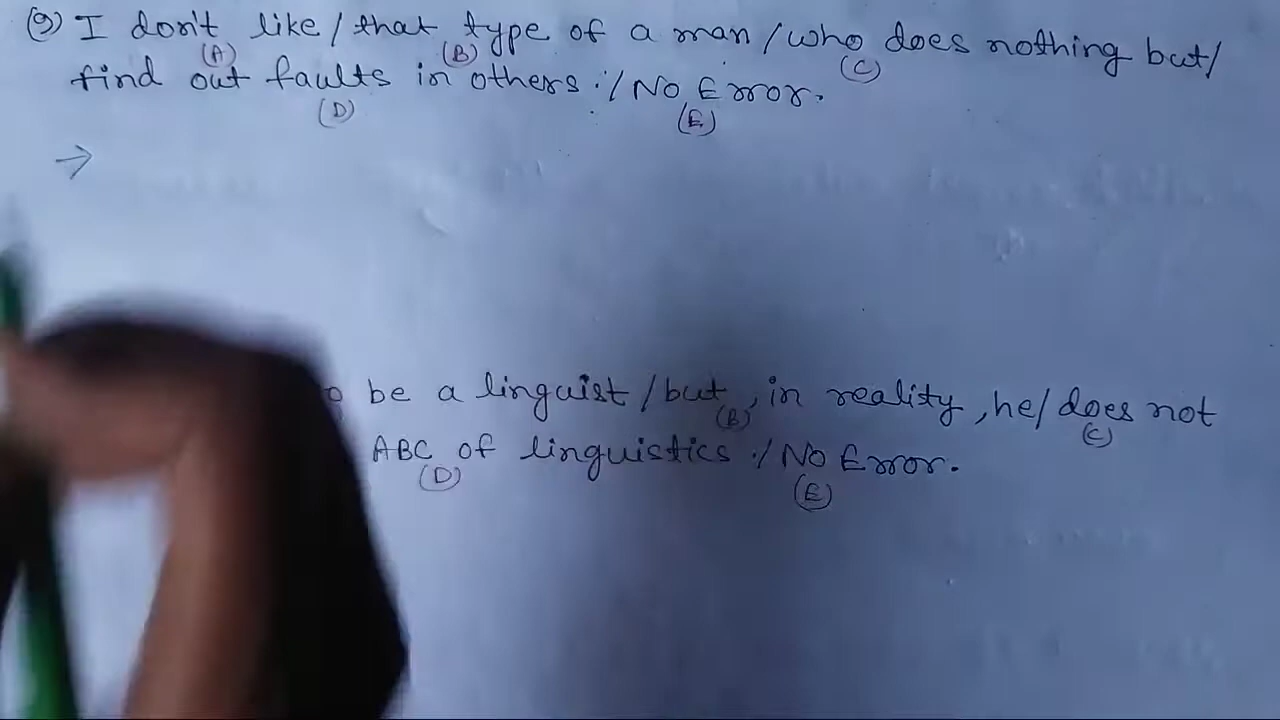 (9) I don't like / that type of a man / who does nothing but /
(A) (B) (C)
find out faults in others. / No Error.
(D) (E)
→
be a linguist / but, in reality, he / does not
(B) (C)
ABC of linguistics. / No Error.
(D) (E)